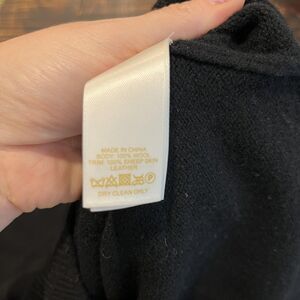 MADE IN CHINA
BODY: 100% WOOL
TRIM: 100% SHEEP SKIN
LEATHER
DRY CLEAN ONLY